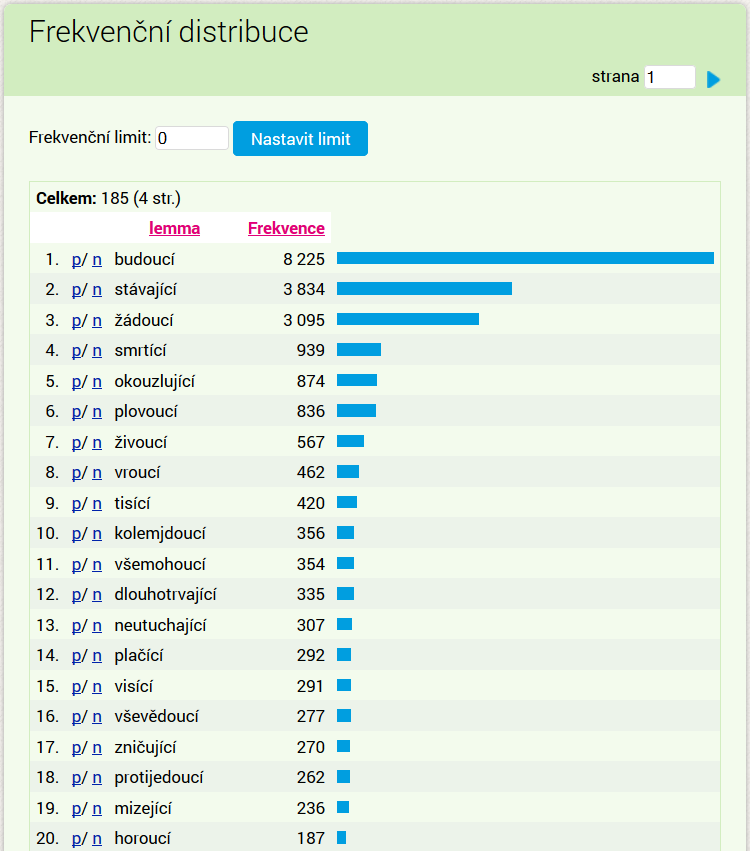 Frekvenční distribuce
strana 1
Frekvenční limit: 0 Nastavit limit
Celkem: 185 (4 str.)
lemma Frekvence
1. p/ n budoucí 8 225
2. p/ n stávající 3 834
3. p/ n žádoucí 3 095
4. p/ n smrtící 939
5. p/ n okouzlující 874
6. p/ n plovoucí 836
7. p/ n živoucí 567
8. p/ n vroucí 462
9. p/ n tisící 420
10. p/ n kolemjdoucí 356
11. p/ n všemohoucí 354
12. p/ n dlouhotrvající 335
13. p/ n neutuchající 307
14. p/ n plačící 292
15. p/ n visící 291
16. p/ n vševědoucí 277
17. p/ n zničující 270
18. p/ n protijedoucí 262
19. p/ n mizející 236
20. p/ n horoucí 187